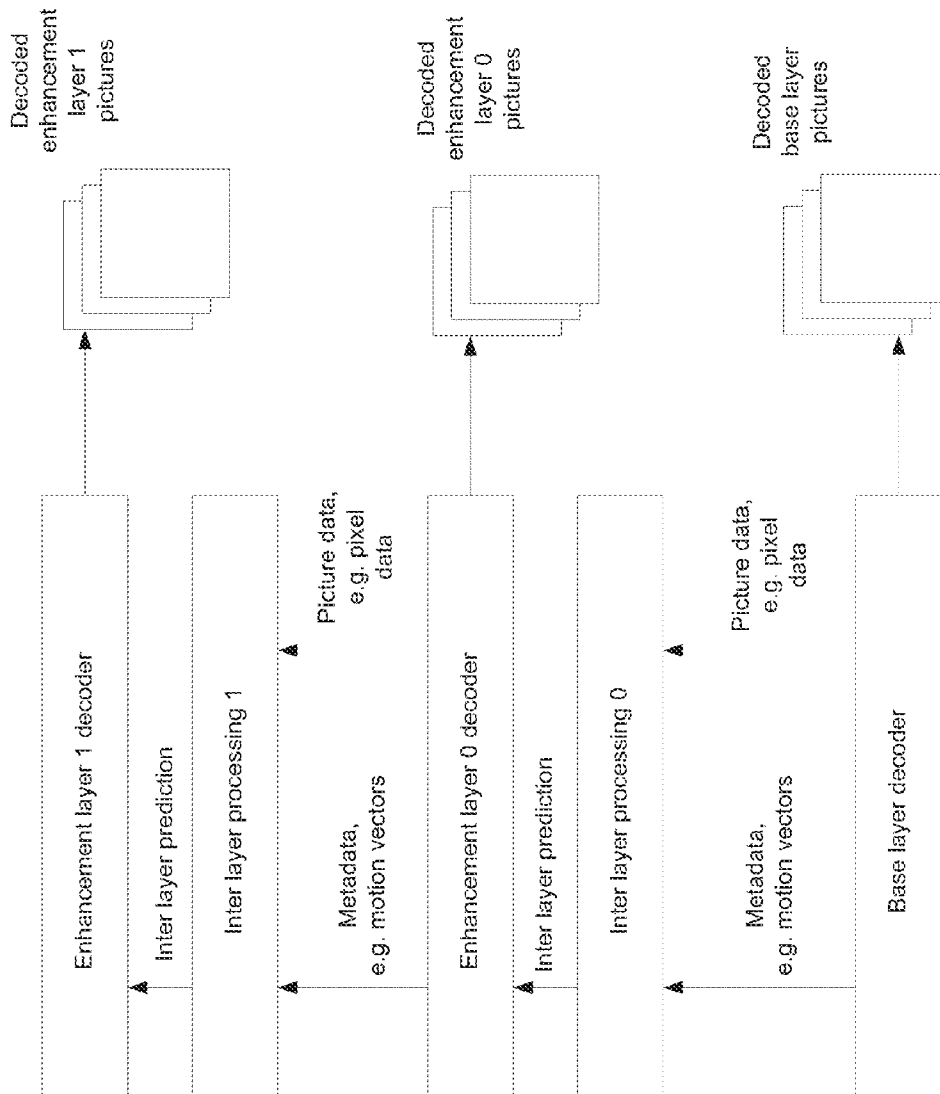 Decoded
enhancement
layer 1
pictures
Enhancement layer 1 decoder
Inter layer prediction
Inter layer processing 1
Metadata,
e.g. motion vectors
Picture data,
e.g. pixel
data
Decoded
enhancement
layer 0
pictures
Enhancement layer 0 decoder
Inter layer prediction
Inter layer processing 0
Metadata,
e.g. motion vectors
Picture data,
e.g. pixel
data
Decoded
base layer
pictures
Base layer decoder